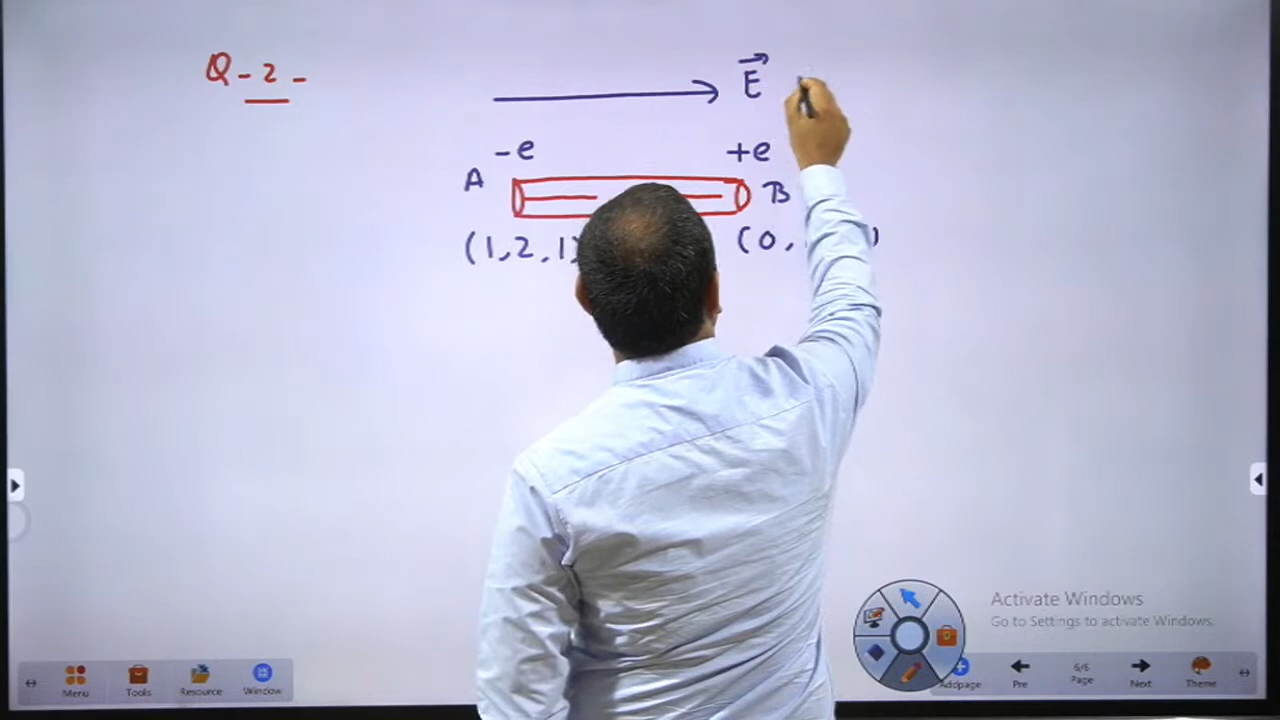 Q-2-
E
-e +e
A B
(1,2,1) (0,
Activate Windows
Go to Settings to activate Windows.
Menu Tools Resource Window
Addpage Pre 6/6 Page Next Theme